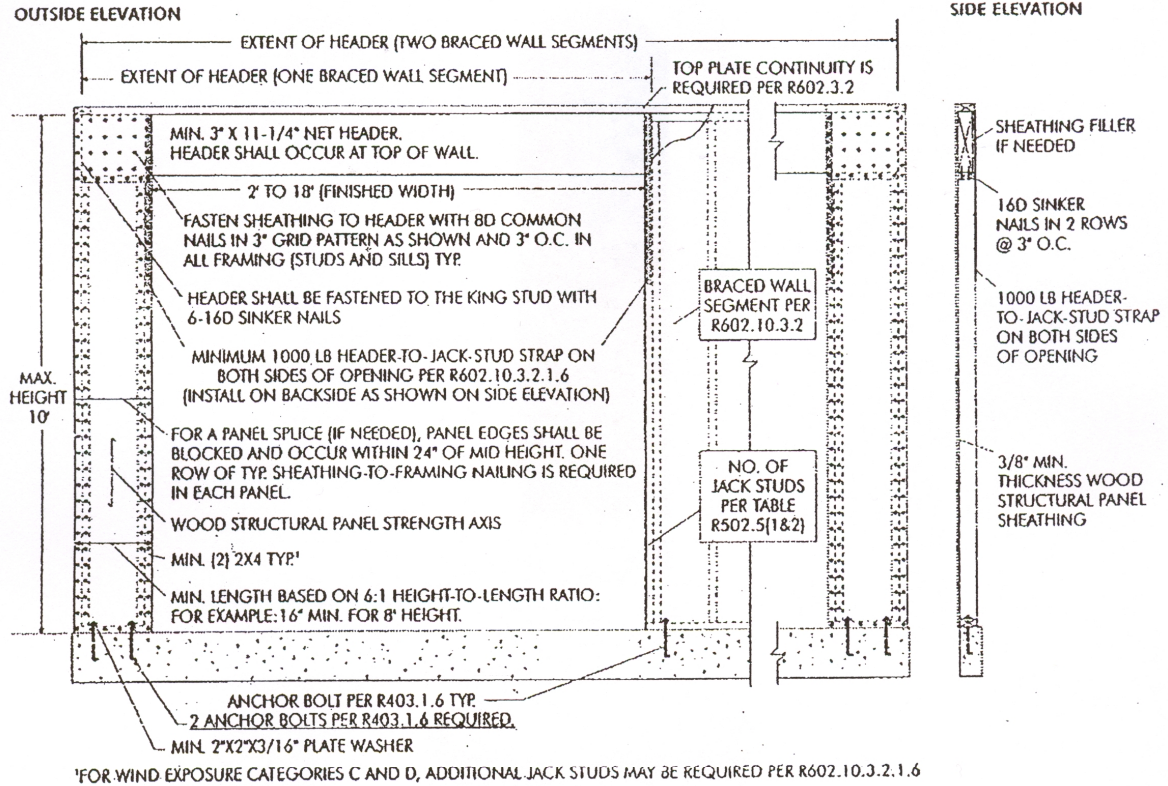 OUTSIDE ELEVATION
SIDE ELEVATION
EXTENT OF HEADER (TWO BRACED WALL SEGMENTS)
EXTENT OF HEADER (ONE BRACED WALL SEGMENT)
TOP PLATE CONTINUITY IS
REQUIRED PER R602.3.2
MIN. 3" X 11-1/4" NET HEADER.
HEADER SHALL OCCUR AT TOP OF WALL.
2' TO 18' (FINISHED WIDTH)
FASTEN SHEATHING TO HEADER WITH 8D COMMON
NAILS IN 3" GRID PATTERN AS SHOWN AND 3" O.C. IN
ALL FRAMING (STUDS AND SILLS) TYP.
HEADER SHALL BE FASTENED TO THE KING STUD WITH
6-16D SINKER NAILS
MINIMUM 1000 LB HEADER-TO-JACK-STUD STRAP ON
BOTH SIDES OF OPENING PER R602.10.3.2.1.6
(INSTALL ON BACKSIDE AS SHOWN ON SIDE ELEVATION)
MAX.
HEIGHT
10'
FOR A PANEL SPLICE (IF NEEDED), PANEL EDGES SHALL BE
BLOCKED AND OCCUR WITHIN 24" OF MID HEIGHT. ONE
ROW OF TYP. SHEATHING-TO-FRAMING NAILING IS REQUIRED
IN EACH PANEL.
WOOD STRUCTURAL PANEL STRENGTH AXIS
MIN. (2) 2X4 TYP.¹
MIN. LENGTH BASED ON 6:1 HEIGHT-TO-LENGTH RATIO:
FOR EXAMPLE: 16" MIN. FOR 8' HEIGHT.
BRACED WALL
SEGMENT PER
R602.10.3.2
NO. OF
JACK STUDS
PER TABLE
R502.5(1&2)
SHEATHING FILLER
IF NEEDED
16D SINKER
NAILS IN 2 ROWS
@ 3" O.C.
1000 LB HEADER-
TO-JACK-STUD STRAP
ON BOTH SIDES
OF OPENING
3/8" MIN.
THICKNESS WOOD
STRUCTURAL PANEL
SHEATHING
ANCHOR BOLT PER R403.1.6 TYP.
2 ANCHOR BOLTS PER R403.1.6 REQUIRED.
MIN. 2"X2"X3/16" PLATE WASHER
¹FOR WIND EXPOSURE CATEGORIES C AND D, ADDITIONAL JACK STUDS MAY BE REQUIRED PER R602.10.3.2.1.6